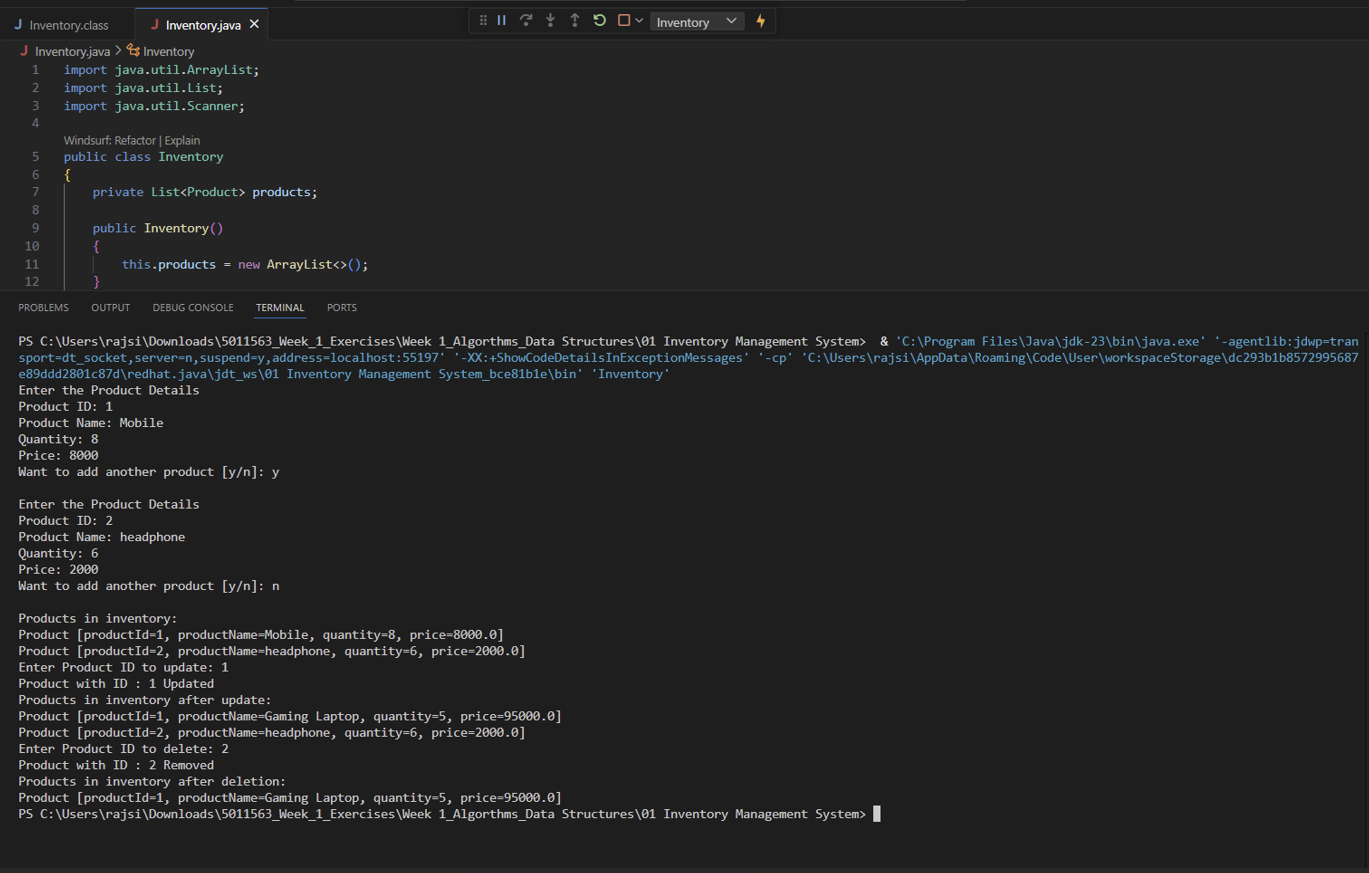 J Inventory.class J Inventory.java × Inventory
J Inventory.java > Inventory
1 import java.util.ArrayList;
2 import java.util.List;
3 import java.util.Scanner;
4
Windsurf: Refactor | Explain
5 public class Inventory
6 {
7 private List<Product> products;
8
9 public Inventory()
10 {
11 this.products = new ArrayList<>();
12 }
PROBLEMS OUTPUT DEBUG CONSOLE TERMINAL PORTS
PS C:\Users\rajsi\Downloads\5011563_Week_1_Exercises\Week 1_Algorthms_Data Structures\01 Inventory Management System> & 'C:\Program Files\Java\jdk-23\bin\java.exe' '-agentlib:jdwp=tran
sport=dt_socket,server=n,suspend=y,address=localhost:55197' '-XX:+ShowCodeDetailsInExceptionMessages' '-cp' 'C:\Users\rajsi\AppData\Roaming\Code\User\workspaceStorage\dc293b1b8572995687
e89ddd2801c87d\redhat.java\jdt_ws\01 Inventory Management System_bce81b1e\bin' 'Inventory'
Enter the Product Details
Product ID: 1
Product Name: Mobile
Quantity: 8
Price: 8000
Want to add another product [y/n]: y

Enter the Product Details
Product ID: 2
Product Name: headphone
Quantity: 6
Price: 2000
Want to add another product [y/n]: n

Products in inventory:
Product [productId=1, productName=Mobile, quantity=8, price=8000.0]
Product [productId=2, productName=headphone, quantity=6, price=2000.0]
Enter Product ID to update: 1
Product with ID : 1 Updated
Products in inventory after update:
Product [productId=1, productName=Gaming Laptop, quantity=5, price=95000.0]
Product [productId=2, productName=headphone, quantity=6, price=2000.0]
Enter Product ID to delete: 2
Product with ID : 2 Removed
Products in inventory after deletion:
Product [productId=1, productName=Gaming Laptop, quantity=5, price=95000.0]
PS C:\Users\rajsi\Downloads\5011563_Week_1_Exercises\Week 1_Algorthms_Data Structures\01 Inventory Management System>